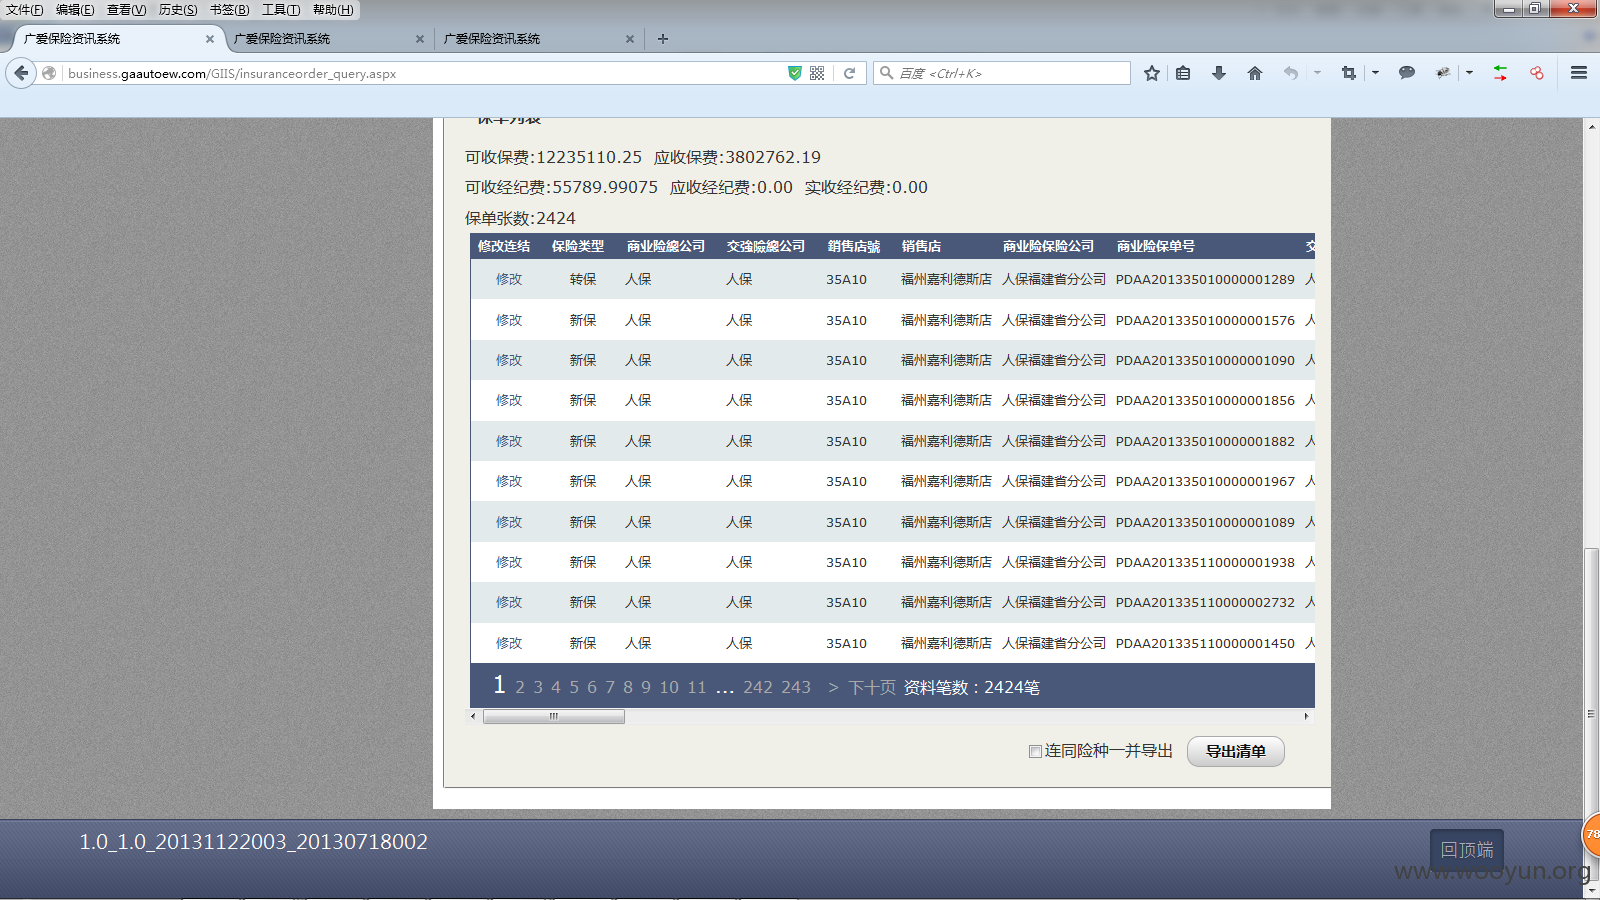 文件(F) 编辑(E) 查看(V) 历史(S) 书签(B) 工具(T) 帮助(H)
广爱保险资讯系统 × 广爱保险资讯系统 × 广爱保险资讯系统 × +
business.gaautoew.com/GIIS/insuranceorder_query.aspx 百度 <Ctrl+K>
保单列表
可收保费:12235110.25 应收保费:3802762.19
可收经纪费:55789.99075 应收经纪费:0.00 实收经纪费:0.00
保单张数:2424
修改连结 保险类型 商业险總公司 交強險總公司 銷售店號 销售店 商业险保险公司 商业险保单号 交
修改 转保 人保 人保 35A10 福州嘉利德斯店 人保福建省分公司 PDAA201335010000001289 人
修改 新保 人保 人保 35A10 福州嘉利德斯店 人保福建省分公司 PDAA201335010000001576 人
修改 新保 人保 人保 35A10 福州嘉利德斯店 人保福建省分公司 PDAA201335010000001090 人
修改 新保 人保 人保 35A10 福州嘉利德斯店 人保福建省分公司 PDAA201335010000001856 人
修改 新保 人保 人保 35A10 福州嘉利德斯店 人保福建省分公司 PDAA201335010000001882 人
修改 新保 人保 人保 35A10 福州嘉利德斯店 人保福建省分公司 PDAA201335010000001967 人
修改 新保 人保 人保 35A10 福州嘉利德斯店 人保福建省分公司 PDAA201335010000001089 人
修改 新保 人保 人保 35A10 福州嘉利德斯店 人保福建省分公司 PDAA201335110000001938 人
修改 新保 人保 人保 35A10 福州嘉利德斯店 人保福建省分公司 PDAA201335110000002732 人
修改 新保 人保 人保 35A10 福州嘉利德斯店 人保福建省分公司 PDAA201335110000001450 人
1 2 3 4 5 6 7 8 9 10 11 ... 242 243 > 下十页 资料笔数：2424笔
连同险种一并导出 导出清单
78
1.0_1.0_20131122003_20130718002
回顶端
www.wooyun.org